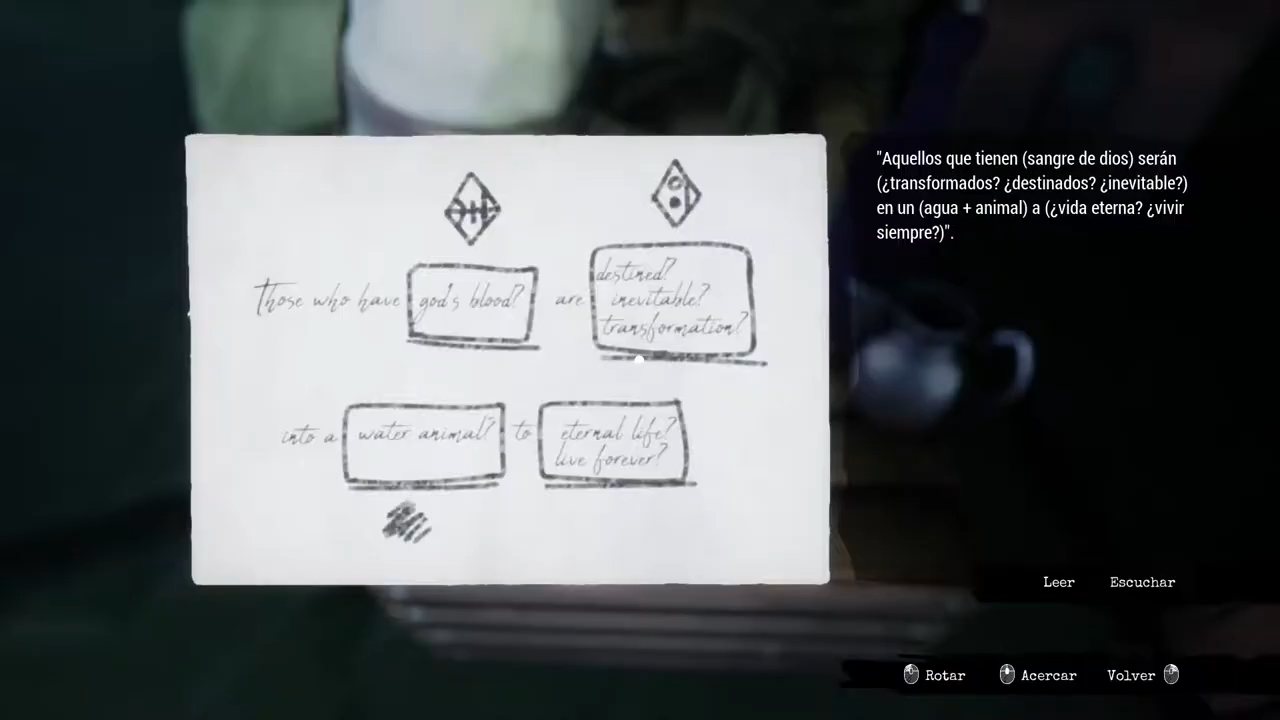 Those who have god's blood? are destined?
inevitable?
transformation?
into a water animal? to eternal life?
live forever?
"Aquellos que tienen (sangre de dios) serán
(¿transformados? ¿destinados? ¿inevitable?)
en un (agua + animal) a (¿vida eterna? ¿vivir
siempre?)".
Leer Escuchar
Rotar Acercar Volver